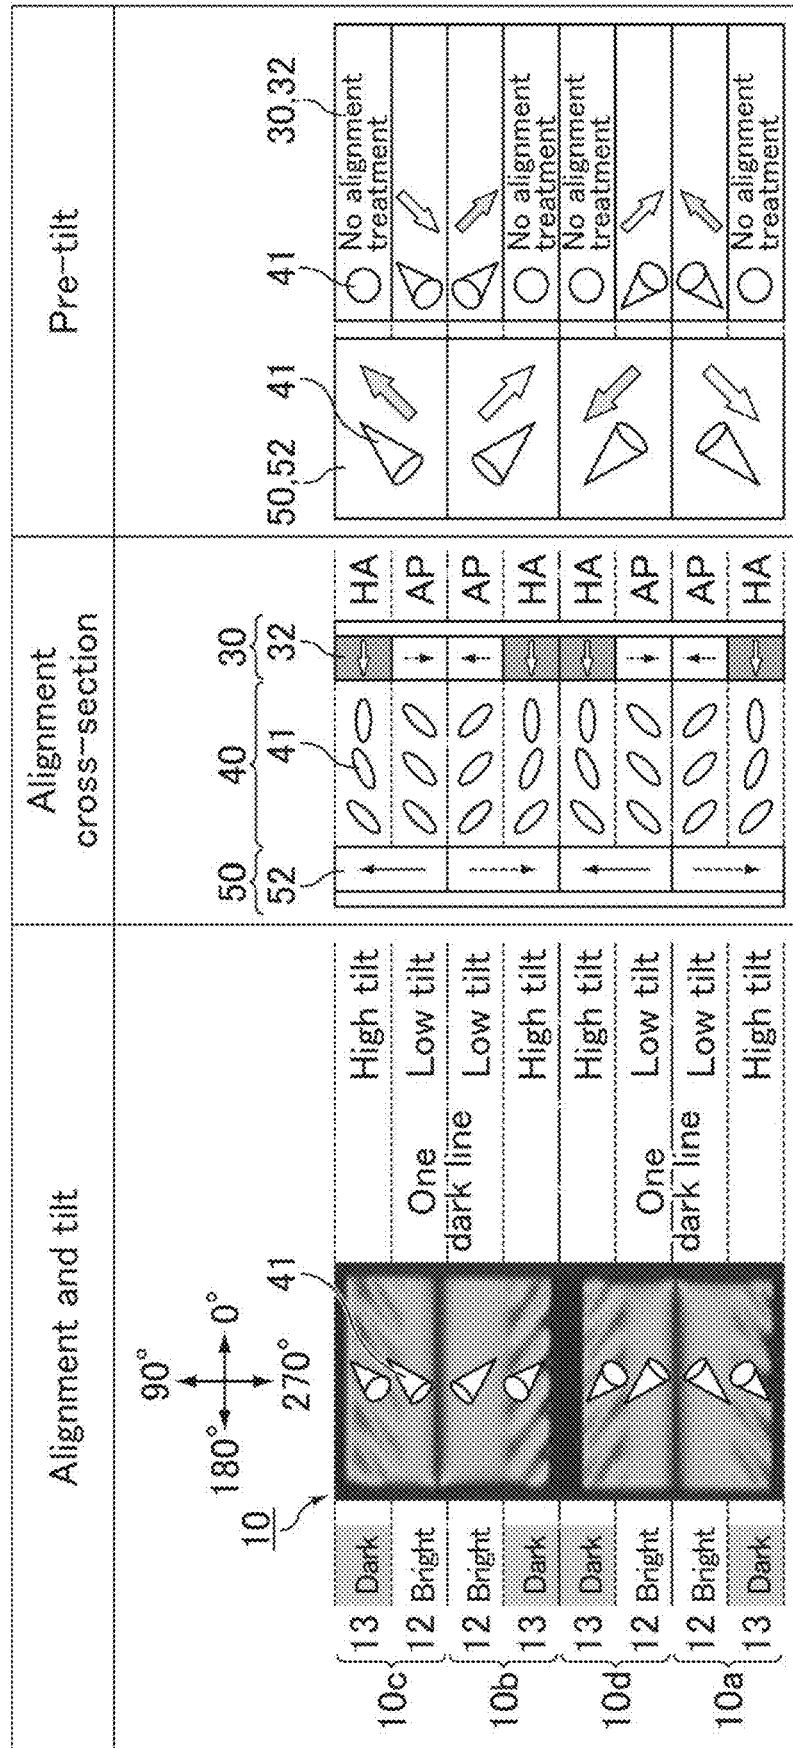 Alignment and tilt
Alignment
cross-section
Pre-tilt
90°
180°
0°
270°
10
41
50
52
40
41
30
32
50,52
41
41
30,32
10c
13
Dark
High tilt
HA
No alignment
treatment
12
Bright
Low tilt
AP
One
dark line
10b
12
Bright
Low tilt
AP
13
Dark
High tilt
HA
No alignment
treatment
10d
13
Dark
High tilt
HA
No alignment
treatment
12
Bright
Low tilt
AP
One
dark line
10a
12
Bright
Low tilt
AP
13
Dark
High tilt
HA
No alignment
treatment